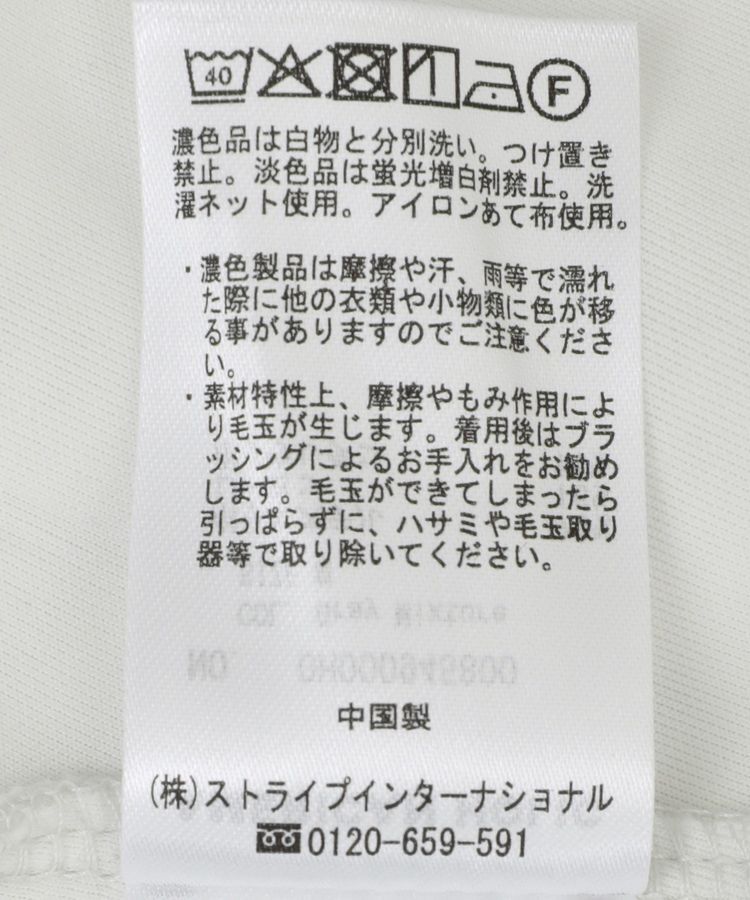 40 F
濃色品は白物と分別洗い。つけ置き
禁止。淡色品は蛍光増白剤禁止。洗
濯ネット使用。アイロンあて布使用。
・濃色製品は摩擦や汗、雨等で濡れ
た際に他の衣類や小物類に色が移
る事がありますのでご注意くださ
い。
・素材特性上、摩擦やもみ作用によ
り毛玉が生じます。着用後はブラ
ッシングによるお手入れをお勧め
します。毛玉ができてしまったら
引っぱらずに、ハサミや毛玉取り
器等で取り除いてください。
COL. Gray Mixture
NO. OH000945800
中国製
(株)ストライプインターナショナル
0120-659-591